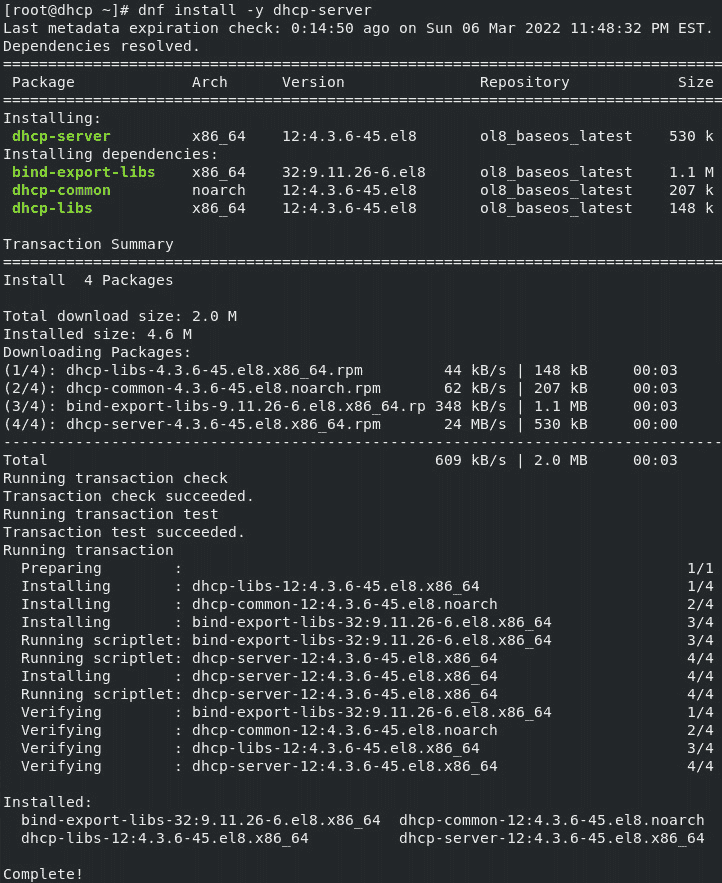 [root@dhcp ~]# dnf install -y dhcp-server
Last metadata expiration check: 0:14:50 ago on Sun 06 Mar 2022 11:48:32 PM EST.
Dependencies resolved.
================================================================================
 Package             Arch      Version               Repository            Size
================================================================================
Installing:
 dhcp-server         x86_64    12:4.3.6-45.el8       ol8_baseos_latest    530 k
Installing dependencies:
 bind-export-libs    x86_64    32:9.11.26-6.el8      ol8_baseos_latest    1.1 M
 dhcp-common         noarch    12:4.3.6-45.el8       ol8_baseos_latest    207 k
 dhcp-libs           x86_64    12:4.3.6-45.el8       ol8_baseos_latest    148 k

Transaction Summary
================================================================================
Install  4 Packages

Total download size: 2.0 M
Installed size: 4.6 M
Downloading Packages:
(1/4): dhcp-libs-4.3.6-45.el8.x86_64.rpm         44 kB/s | 148 kB     00:03
(2/4): dhcp-common-4.3.6-45.el8.noarch.rpm       62 kB/s | 207 kB     00:03
(3/4): bind-export-libs-9.11.26-6.el8.x86_64.rp 348 kB/s | 1.1 MB     00:03
(4/4): dhcp-server-4.3.6-45.el8.x86_64.rpm       24 MB/s | 530 kB     00:00
--------------------------------------------------------------------------------
Total                                           609 kB/s | 2.0 MB     00:03
Running transaction check
Transaction check succeeded.
Running transaction test
Transaction test succeeded.
Running transaction
  Preparing        :                                                        1/1
  Installing       : dhcp-libs-12:4.3.6-45.el8.x86_64                       1/4
  Installing       : dhcp-common-12:4.3.6-45.el8.noarch                     2/4
  Installing       : bind-export-libs-32:9.11.26-6.el8.x86_64               3/4
  Running scriptlet: bind-export-libs-32:9.11.26-6.el8.x86_64               3/4
  Running scriptlet: dhcp-server-12:4.3.6-45.el8.x86_64                     4/4
  Installing       : dhcp-server-12:4.3.6-45.el8.x86_64                     4/4
  Running scriptlet: dhcp-server-12:4.3.6-45.el8.x86_64                     4/4
  Verifying        : bind-export-libs-32:9.11.26-6.el8.x86_64               1/4
  Verifying        : dhcp-common-12:4.3.6-45.el8.noarch                     2/4
  Verifying        : dhcp-libs-12:4.3.6-45.el8.x86_64                       3/4
  Verifying        : dhcp-server-12:4.3.6-45.el8.x86_64                     4/4

Installed:
  bind-export-libs-32:9.11.26-6.el8.x86_64  dhcp-common-12:4.3.6-45.el8.noarch
  dhcp-libs-12:4.3.6-45.el8.x86_64          dhcp-server-12:4.3.6-45.el8.x86_64

Complete!